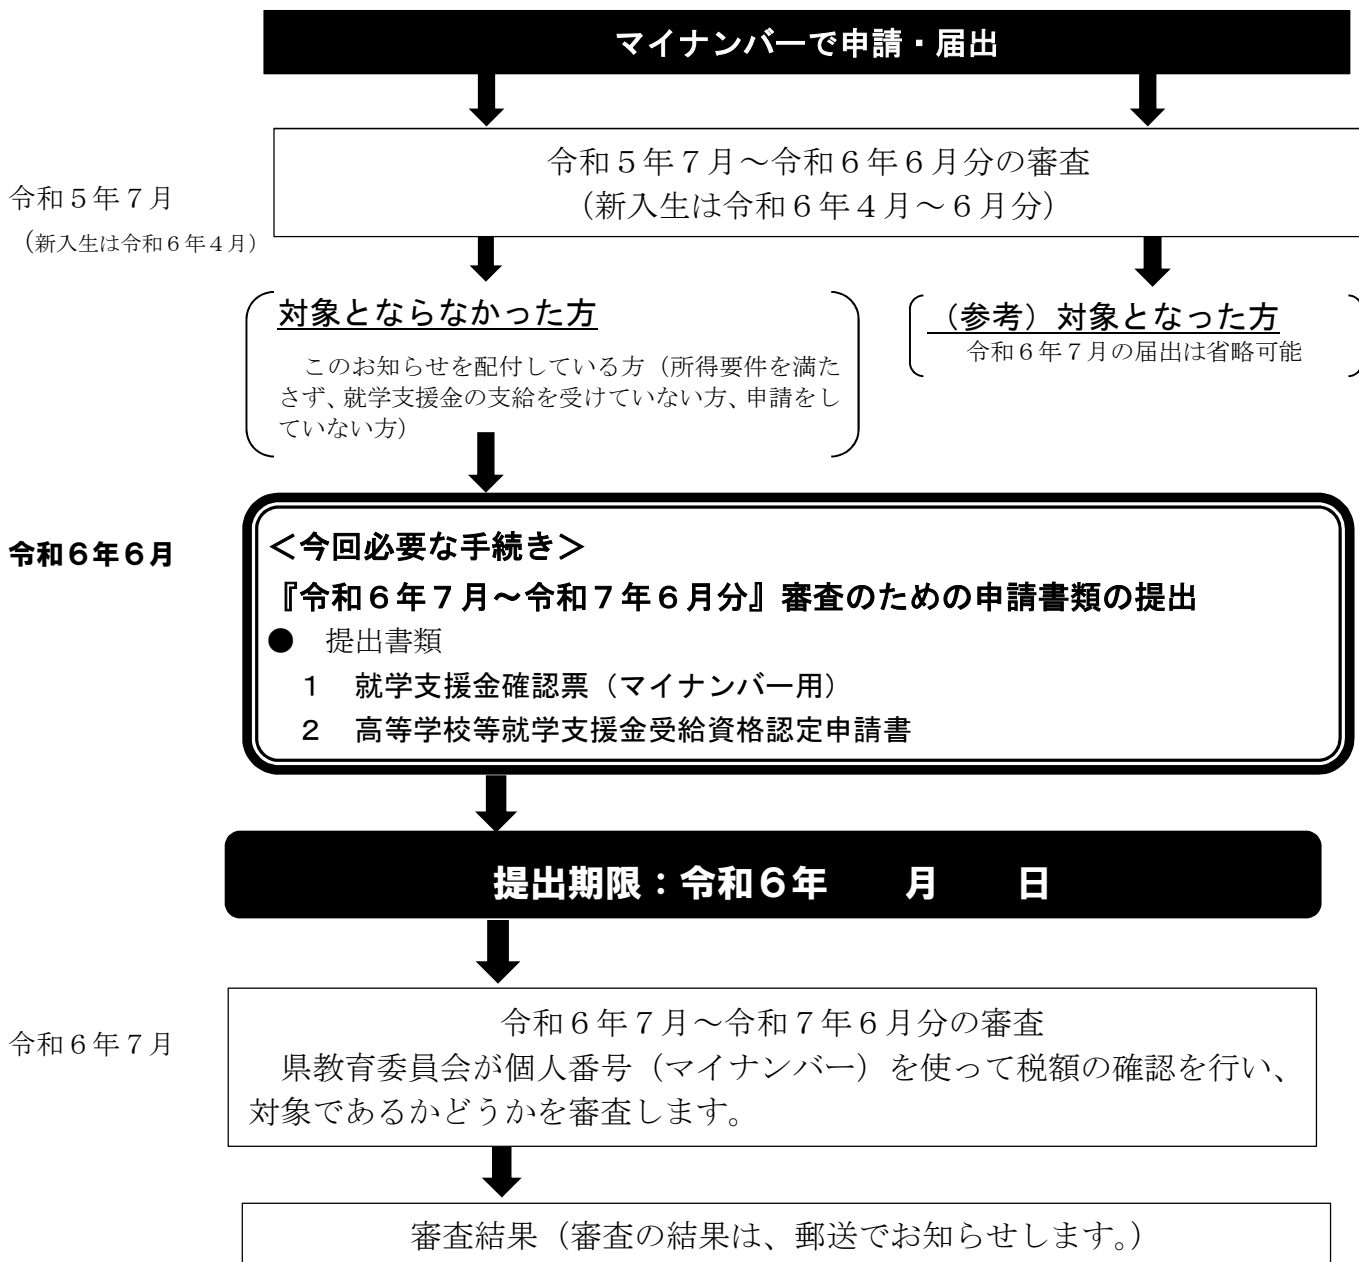 マイナンバーで申請・届出
令和５年７月～令和６年６月分の審査
（新入生は令和６年４月～６月分）
令和５年７月
（新入生は令和６年４月）
対象とならなかった方
このお知らせを配付している方（所得要件を満た
さず、就学支援金の支給を受けていない方、申請をし
ていない方）
（参考）対象となった方
令和６年７月の届出は省略可能
令和６年６月
＜今回必要な手続き＞
『令和６年７月～令和７年６月分』審査のための申請書類の提出
●　提出書類
１　就学支援金確認票（マイナンバー用）
２　高等学校等就学支援金受給資格認定申請書
提出期限：令和６年　　月　　日
令和６年７月
令和６年７月～令和７年６月分の審査
県教育委員会が個人番号（マイナンバー）を使って税額の確認を行い、
対象であるかどうかを審査します。
審査結果（審査の結果は、郵送でお知らせします。）